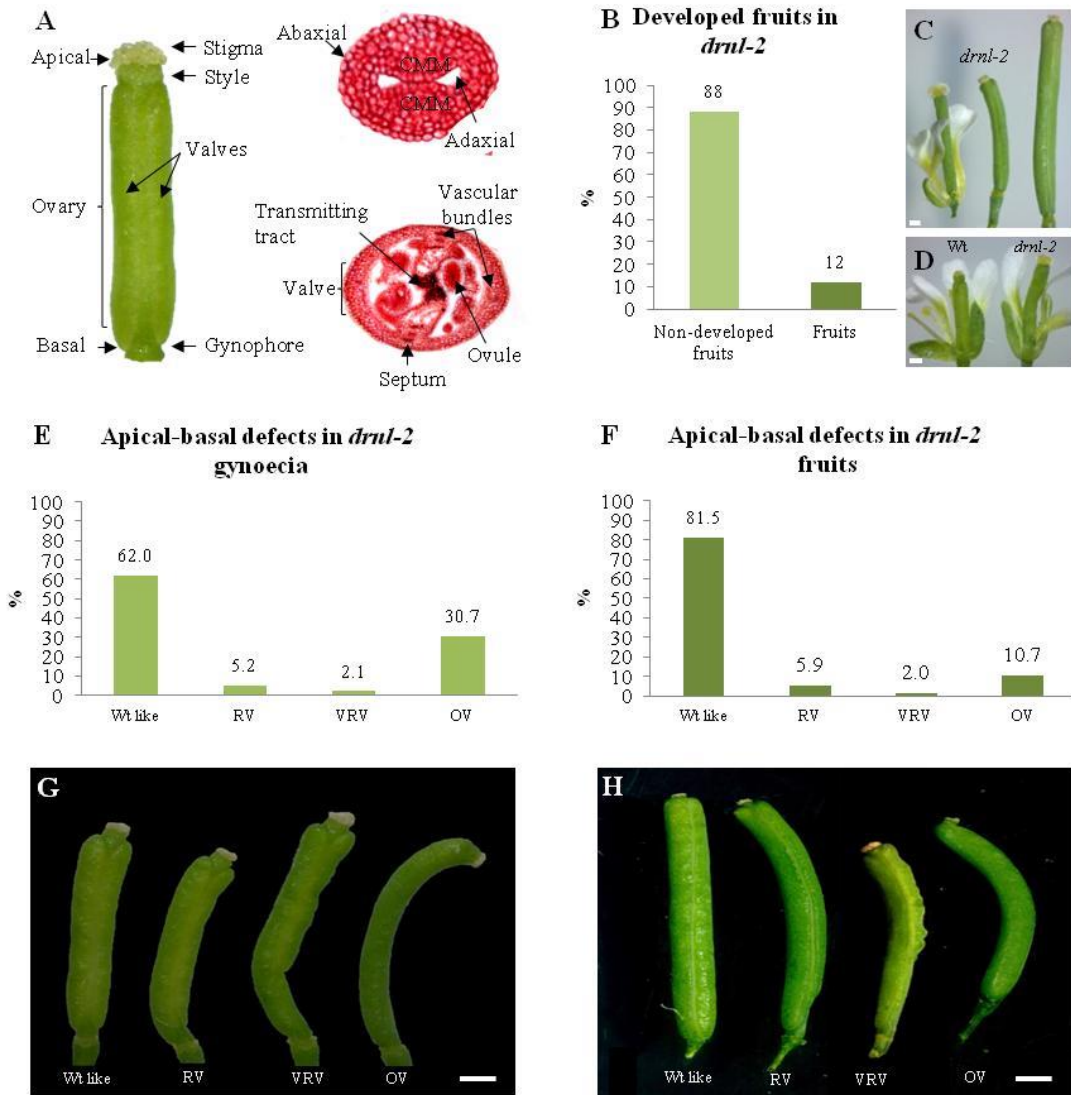 A
Apical
Stigma
Style
Valves
Ovary
Basal
Gynophore
Abaxial
CMM
CMM
Adaxial
Transmitting
tract
Vascular
bundles
Valve
Ovule
Septum
B
Developed fruits in
drnl-2
%
100
90
80
70
60
50
40
30
20
10
0
88
12
Non-developed
fruits
Fruits
C
drnl-2
D
Wt
drnl-2
E
Apical-basal defects in drnl-2
gynoecia
%
100
90
80
70
60
50
40
30
20
10
0
62.0
5.2
2.1
30.7
Wt like
RV
VRV
OV
F
Apical-basal defects in drnl-2
fruits
%
100
90
80
70
60
50
40
30
20
10
0
81.5
5.9
2.0
10.7
Wt like
RV
VRV
OV
G
Wt like
RV
VRV
OV
H
Wt like
RV
VRV
OV